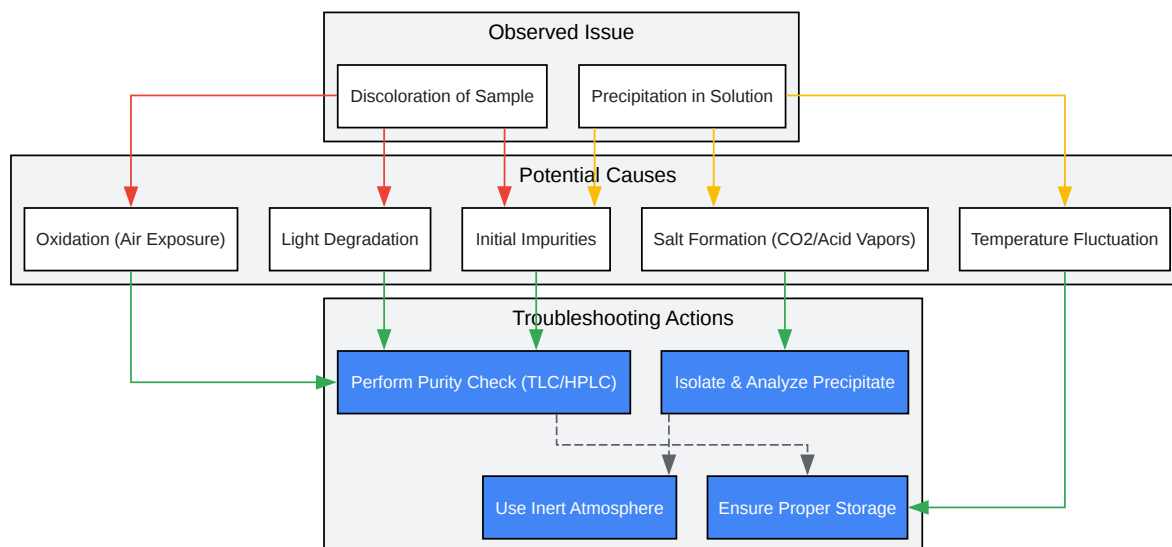 Observed Issue
Discoloration of Sample
Precipitation in Solution
Potential Causes
Oxidation (Air Exposure)
Light Degradation
Initial Impurities
Salt Formation (CO2/Acid Vapors)
Temperature Fluctuation
Troubleshooting Actions
Perform Purity Check (TLC/HPLC)
Isolate & Analyze Precipitate
Use Inert Atmosphere
Ensure Proper Storage